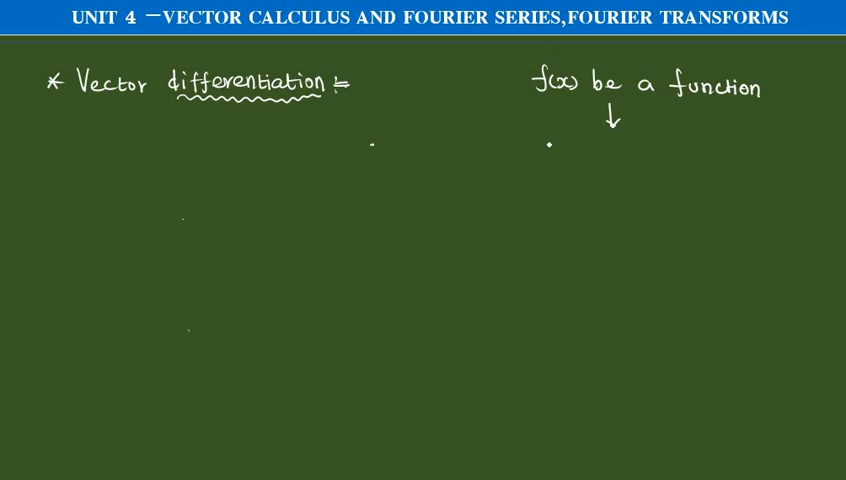 UNIT 4 —VECTOR CALCULUS AND FOURIER SERIES,FOURIER TRANSFORMS
* Vector differentiation:= f(x) be a function
↓